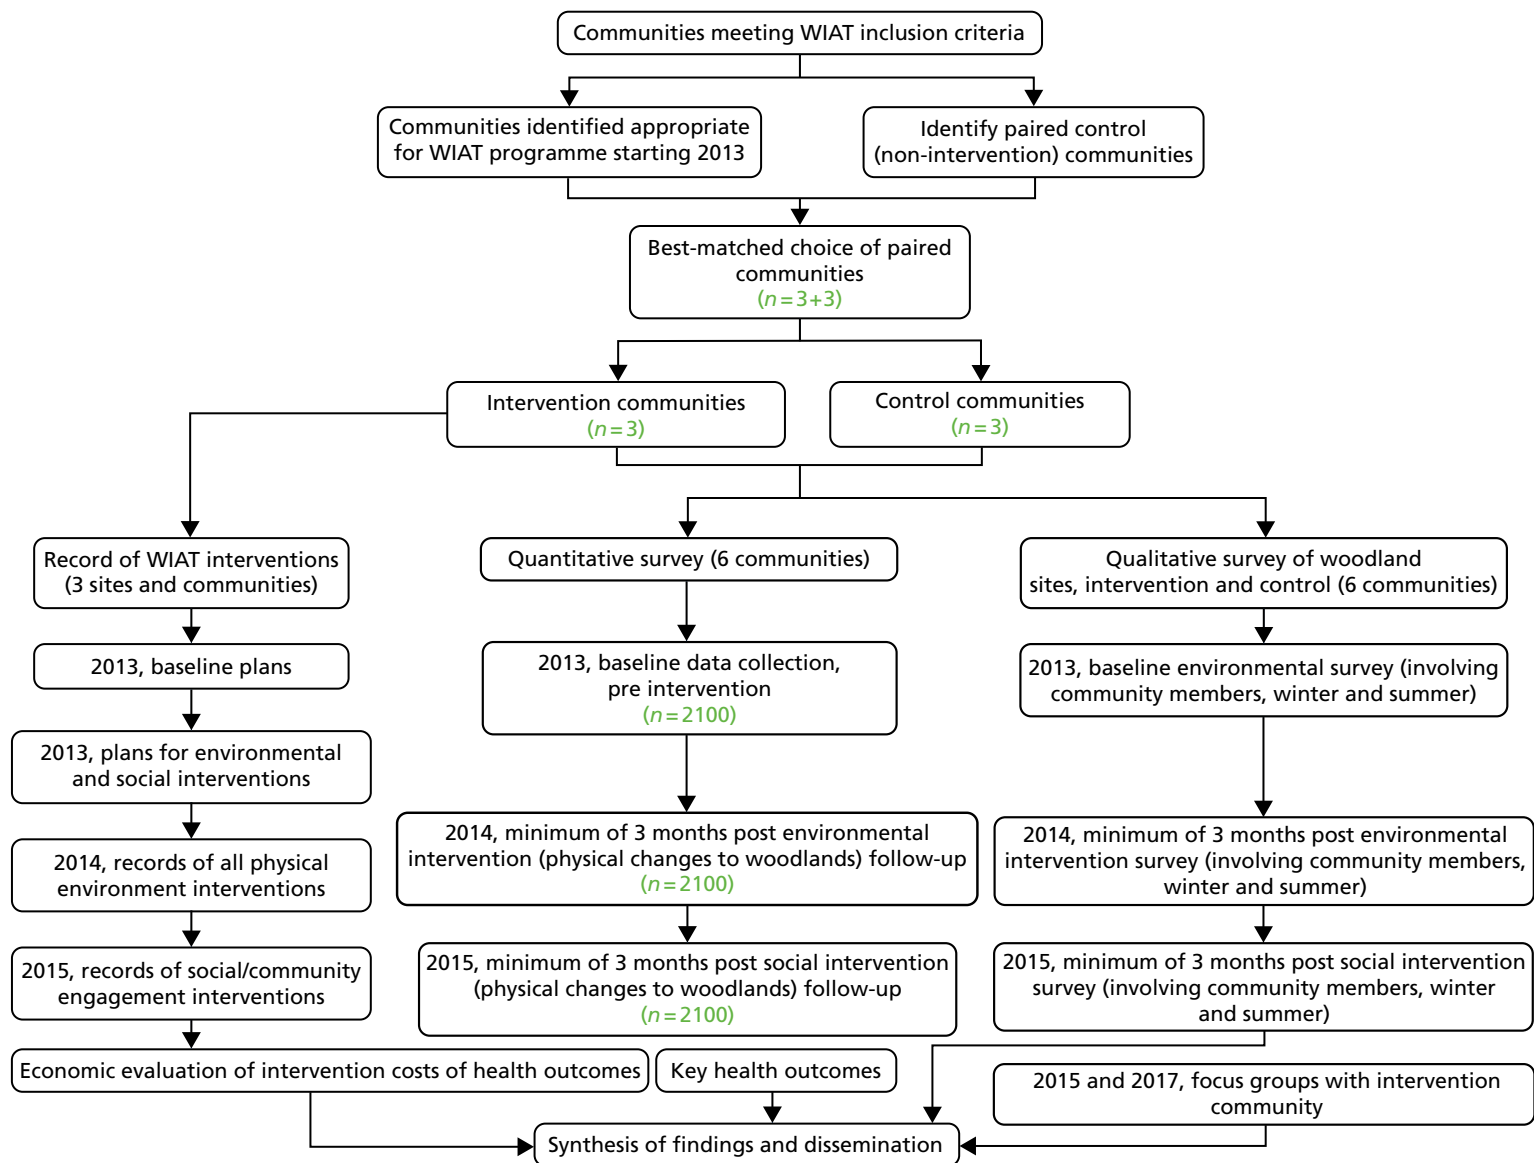 Communities meeting WIAT inclusion criteria
Communities identified appropriate
for WIAT programme starting 2013
Identify paired control
(non-intervention) communities
Best-matched choice of paired
communities
(n=3+3)
Intervention communities
(n=3)
Control communities
(n=3)
Record of WIAT interventions
(3 sites and communities)
2013, baseline plans
2013, plans for environmental
and social interventions
2014, records of all physical
environment interventions
2015, records of social/community
engagement interventions
Economic evaluation of intervention costs of health outcomes
Quantitative survey (6 communities)
2013, baseline data collection,
pre intervention
(n=2100)
2014, minimum of 3 months post environmental
intervention (physical changes to woodlands) follow-up
(n=2100)
2015, minimum of 3 months post social intervention
(physical changes to woodlands) follow-up
(n=2100)
Key health outcomes
Qualitative survey of woodland
sites, intervention and control (6 communities)
2013, baseline environmental survey (involving
community members, winter and summer)
2014, minimum of 3 months post environmental
intervention survey (involving community members,
winter and summer)
2015, minimum of 3 months post social intervention
survey (involving community members, winter
and summer)
2015 and 2017, focus groups with intervention
community
Synthesis of findings and dissemination